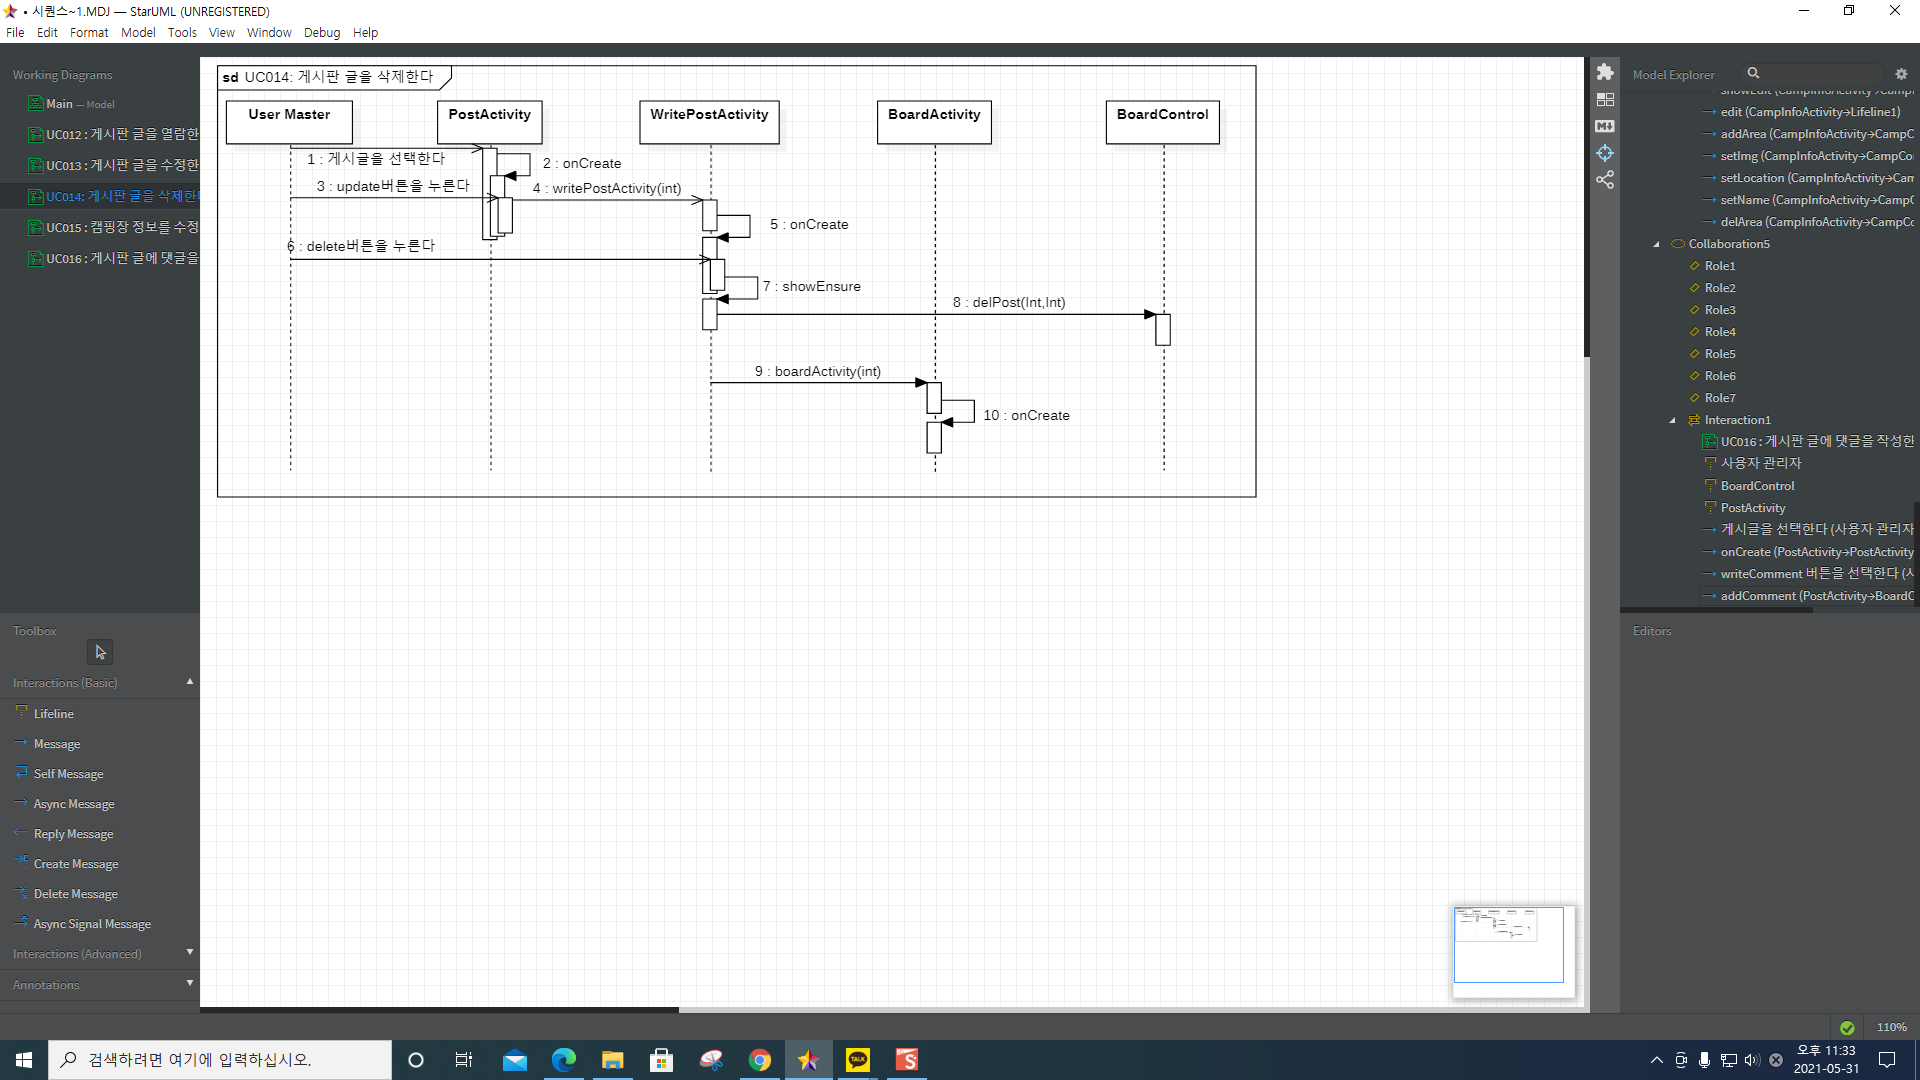 • 시퀀스~1.MDJ — StarUML (UNREGISTERED)
File Edit Format Model Tools View Window Debug Help
Working Diagrams
Main — Model
UC012 : 게시판 글을 열람한
UC013 : 게시판 글을 수정한
UC014: 게시판 글을 삭제한다
UC015 : 캠핑장 정보를 수정
UC016 : 게시판 글에 댓글을
Toolbox
Interactions (Basic)
Lifeline
Message
Self Message
Async Message
Reply Message
Create Message
Delete Message
Async Signal Message
Interactions (Advanced)
Annotations
sd UC014: 게시판 글을 삭제한다
User Master
PostActivity
WritePostActivity
BoardActivity
BoardControl
1 : 게시글을 선택한다
2 : onCreate
3 : update버튼을 누른다
4 : writePostActivity(int)
5 : onCreate
6 : delete버튼을 누른다
7 : showEnsure
8 : delPost(Int,Int)
9 : boardActivity(int)
10 : onCreate
Model Explorer
showEdit (CampInfoActivity→Camp
edit (CampInfoActivity→Lifeline1)
addArea (CampInfoActivity→CampC
setImg (CampInfoActivity→CampCo
setLocation (CampInfoActivity→Cam
setName (CampInfoActivity→CampC
delArea (CampInfoActivity→CampCo
Collaboration5
Role1
Role2
Role3
Role4
Role5
Role6
Role7
Interaction1
UC016 : 게시판 글에 댓글을 작성한
사용자 관리자
BoardControl
PostActivity
게시글을 선택한다 (사용자 관리자
onCreate (PostActivity→PostActivity
writeComment 버튼을 선택한다 (사
addComment (PostActivity→BoardC
Editors
110%
검색하려면 여기에 입력하십시오.
TALK
S
오후 11:33
2021-05-31